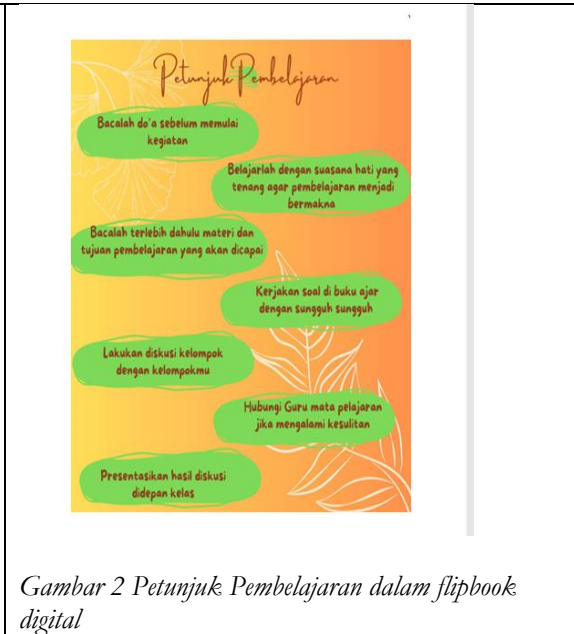 Petunjuk Pembelajaran
Bacalah do'a sebelum memulai
kegiatan
Belajarlah dengan suasana hati yang
tenang agar pembelajaran menjadi
bermakna
Bacalah terlebih dahulu materi dan
tujuan pembelajaran yang akan dicapai
Kerjakan soal di buku ajar
dengan sungguh sungguh
Lakukan diskusi kelompok
dengan kelompokmu
Hubungi Guru mata pelajaran
jika mengalami kesulitan
Presentasikan hasil diskusi
didepan kelas
Gambar 2 Petunjuk Pembelajaran dalam flipbook
digital